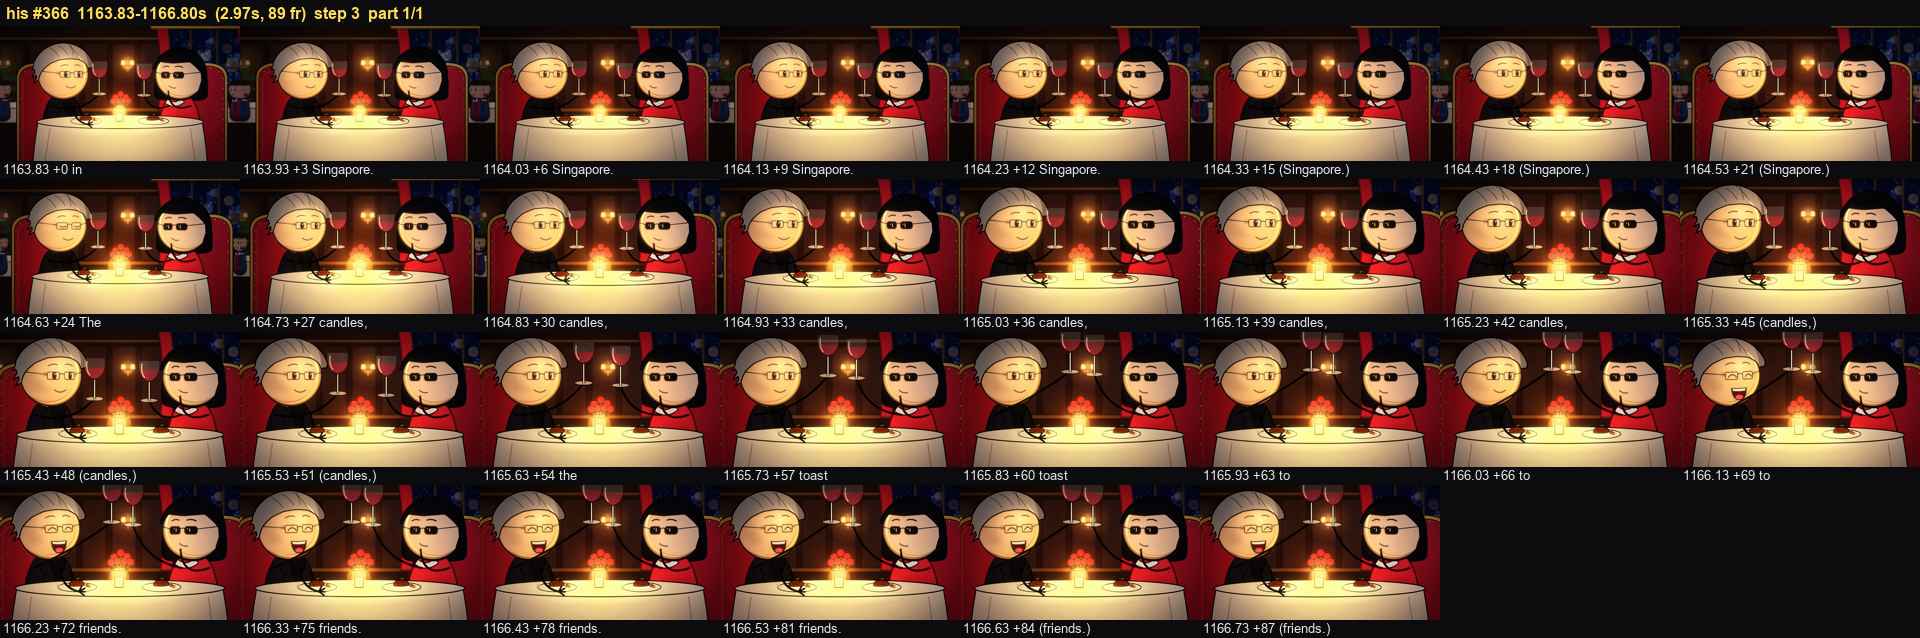 his #366 1163.83-1166.80s (2.97s, 89 fr) step 3 part 1/1
1163.83 +0 in
1163.93 +3 Singapore.
1164.03 +6 Singapore.
1164.13 +9 Singapore.
1164.23 +12 Singapore.
1164.33 +15 (Singapore.)
1164.43 +18 (Singapore.)
1164.53 +21 (Singapore.)
1164.63 +24 The
1164.73 +27 candles,
1164.83 +30 candles,
1164.93 +33 candles,
1165.03 +36 candles,
1165.13 +39 candles,
1165.23 +42 candles,
1165.33 +45 (candles,)
1165.43 +48 (candles,)
1165.53 +51 (candles,)
1165.63 +54 the
1165.73 +57 toast
1165.83 +60 toast
1165.93 +63 to
1166.03 +66 to
1166.13 +69 to
1166.23 +72 friends.
1166.33 +75 friends.
1166.43 +78 friends.
1166.53 +81 friends.
1166.63 +84 (friends.)
1166.73 +87 (friends.)